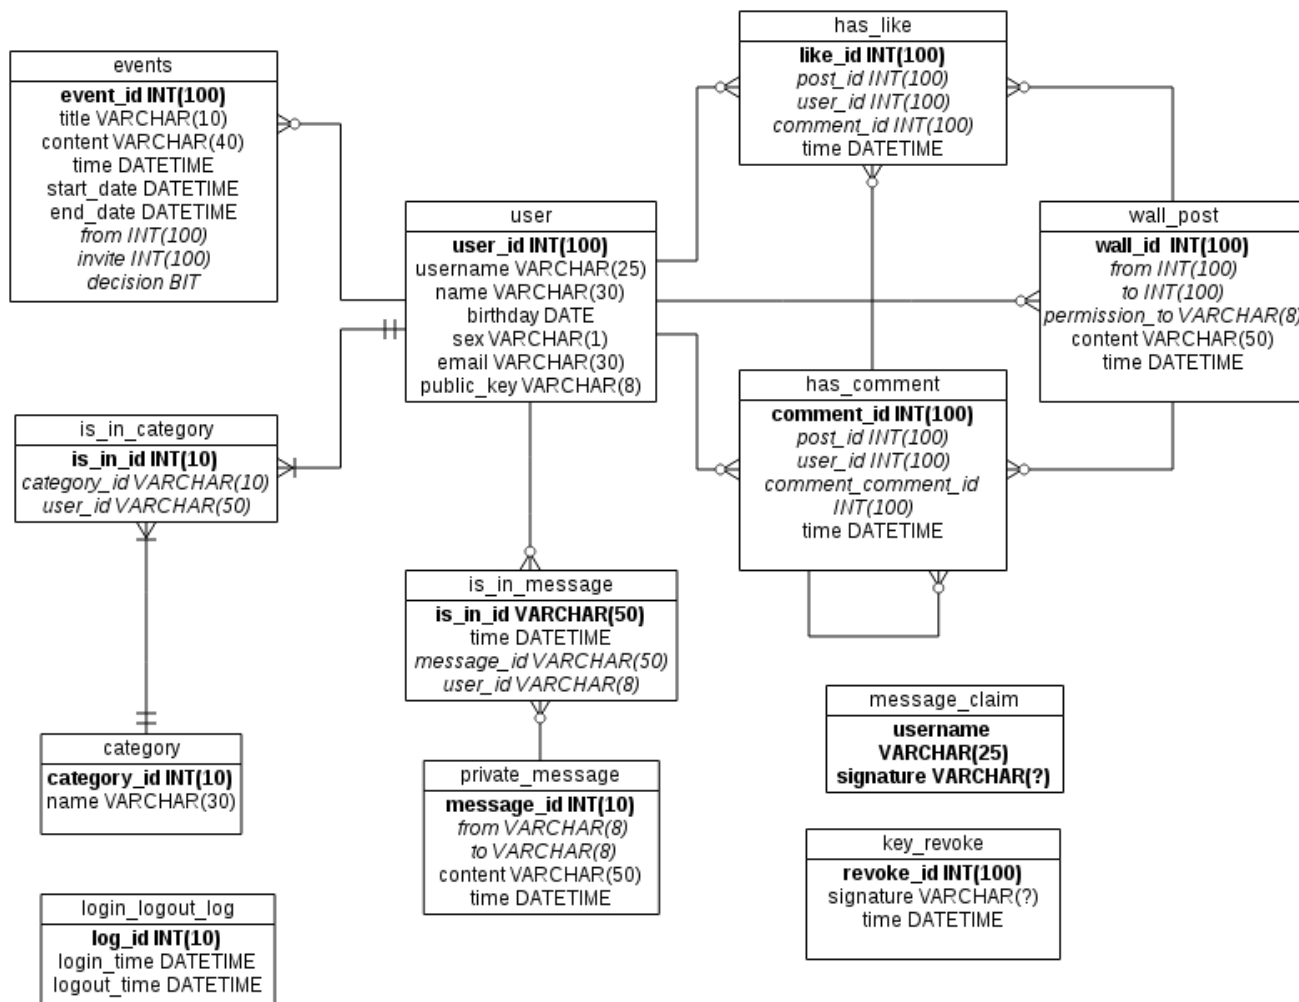 has_like
like_id INT(100)
post_id INT(100)
user_id INT(100)
comment_id INT(100)
time DATETIME
events
event_id INT(100)
title VARCHAR(10)
content VARCHAR(40)
time DATETIME
start_date DATETIME
end_date DATETIME
from INT(100)
invite INT(100)
decision BIT
user
user_id INT(100)
username VARCHAR(25)
name VARCHAR(30)
birthday DATE
sex VARCHAR(1)
email VARCHAR(30)
public_key VARCHAR(8)
wall_post
wall_id INT(100)
from INT(100)
to INT(100)
permission_to VARCHAR(8)
content VARCHAR(50)
time DATETIME
has_comment
comment_id INT(100)
post_id INT(100)
user_id INT(100)
comment_comment_id
INT(100)
time DATETIME
is_in_category
is_in_id INT(10)
category_id VARCHAR(10)
user_id VARCHAR(50)
is_in_message
is_in_id VARCHAR(50)
time DATETIME
message_id VARCHAR(50)
user_id VARCHAR(8)
category
category_id INT(10)
name VARCHAR(30)
private_message
message_id INT(10)
from VARCHAR(8)
to VARCHAR(8)
content VARCHAR(50)
time DATETIME
message_claim
username
VARCHAR(25)
signature VARCHAR(?)
key_revoke
revoke_id INT(100)
signature VARCHAR(?)
time DATETIME
login_logout_log
log_id INT(10)
login_time DATETIME
logout_time DATETIME